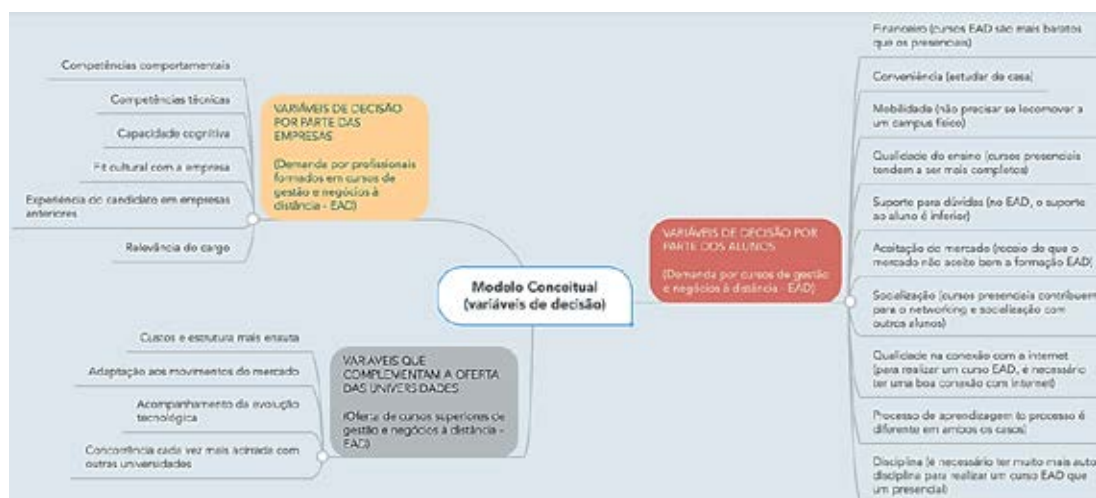 Competências comportamentais
Competências técnicas
Capacidade cognitiva
Fit cultural com a empresa
Experiência do candidato em empresas
anteriores
Relevância do cargo
VARIÁVEIS DE DECISÃO
POR PARTE DAS
EMPRESAS
(Demanda por profissionais
formados em cursos de
gestão e negócios à
distância - EAD)
Custos e estrutura mais enxuta
Adaptação aos movimentos do mercado
Acompanhamento da evolução
tecnológica
Concorrência cada vez mais acirrada com
outras universidades
VARIÁVEIS QUE
COMPLEMENTAM A OFERTA
DAS UNIVERSIDADES
(Oferta de cursos superiores de
gestão e negócios à distância -
EAD)
Modelo Conceitual
(variáveis de decisão)
VARIÁVEIS DE DECISÃO POR
PARTE DOS ALUNOS
(Demanda por cursos de gestão
e negócios à distância - EAD)
Financeiro (cursos EAD são mais baratos
que os presenciais)
Conveniência (estudar de casa)
Mobilidade (não precisar se locomover a
um campus físico)
Qualidade do ensino (cursos presenciais
tendem a ser mais completos)
Suporte para dúvidas (no EAD, o suporte
ao aluno é inferior)
Aceitação do mercado (receio de que o
mercado não aceite bem a formação EAD)
Socialização (cursos presenciais contribuem
para o networking e socialização com
outros alunos)
Qualidade na conexão com a internet
(para realizar um curso EAD, é necessário
ter uma boa conexão com internet)
Processo de aprendizagem (o processo é
diferente em ambos os casos)
Disciplina (é necessário ter muito mais auto
disciplina para realizar um curso EAD que
um presencial)